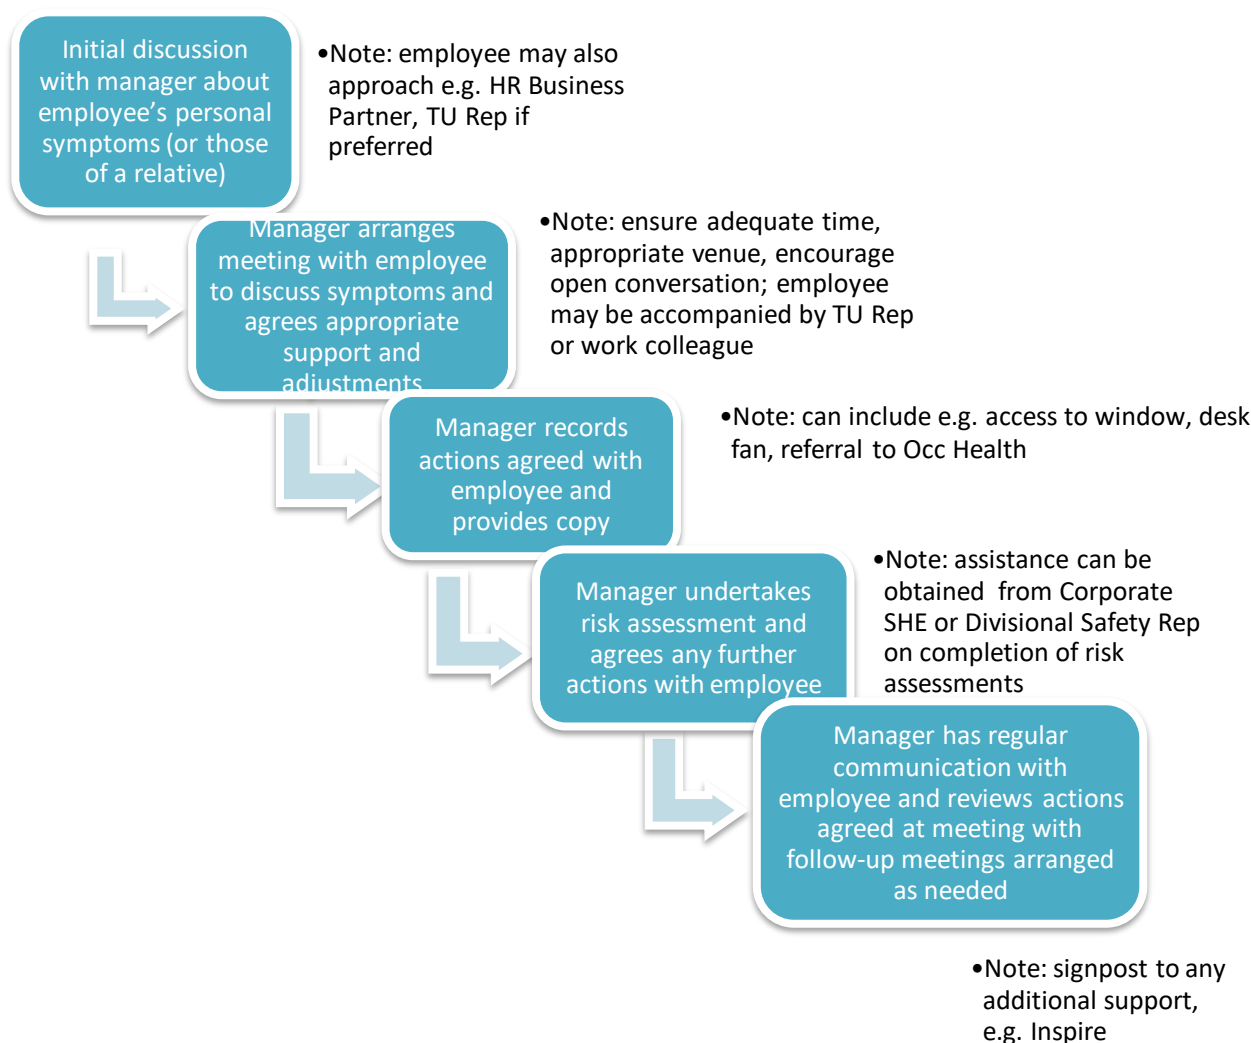 Initial discussion
with manager about
employee’s personal
symptoms (or those
of a relative)
•Note: employee may also
approach e.g. HR Business
Partner, TU Rep if
preferred
Manager arranges
meeting with employee
to discuss symptoms and
agrees appropriate
support and
adjustments
•Note: ensure adequate time,
appropriate venue, encourage
open conversation; employee
may be accompanied by TU Rep
or work colleague
Manager records
actions agreed with
employee and
provides copy
•Note: can include e.g. access to window, desk
fan, referral to Occ Health
Manager undertakes
risk assessment and
agrees any further
actions with employee
•Note: assistance can be
obtained from Corporate
SHE or Divisional Safety Rep
on completion of risk
assessments
Manager has regular
communication with
employee and reviews actions
agreed at meeting with
follow-up meetings arranged
as needed
•Note: signpost to any
additional support,
e.g. Inspire